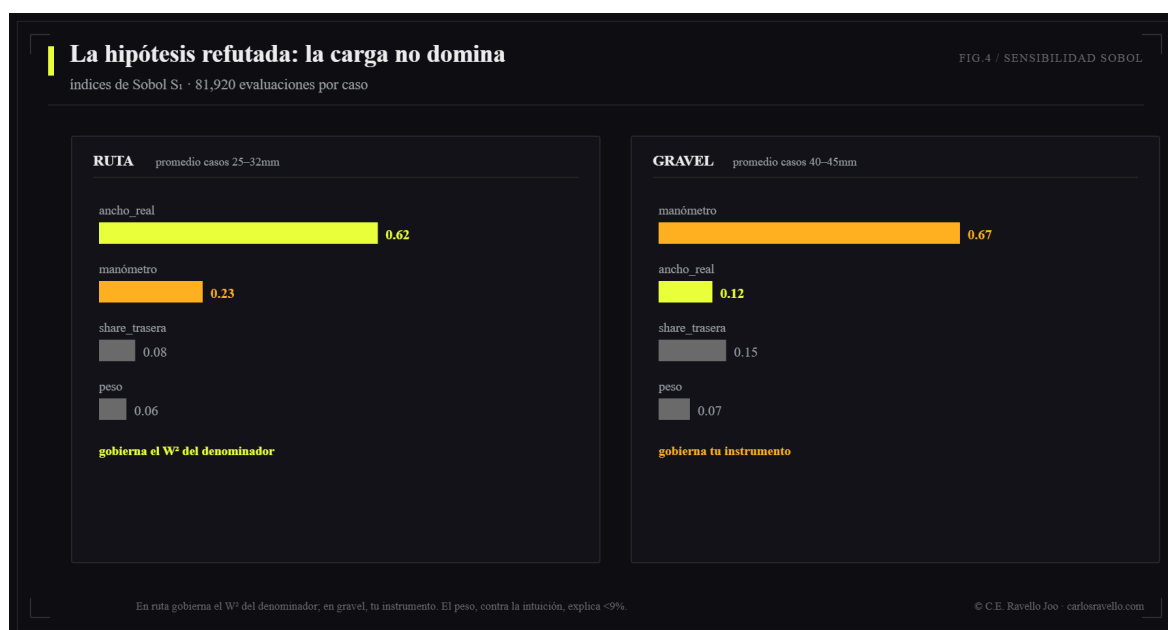 La hipótesis refutada: la carga no domina
FIG.4 / SENSIBILIDAD SOBOL
índices de Sobol S₁ · 81,920 evaluaciones por caso
RUTA promedio casos 25–32mm
ancho_real
0.62
manómetro
0.23
share_trasera
0.08
peso
0.06
gobierna el W² del denominador
GRAVEL promedio casos 40–45mm
manómetro
0.67
ancho_real
0.12
share_trasera
0.15
peso
0.07
gobierna tu instrumento
En ruta gobierna el W² del denominador; en gravel, tu instrumento. El peso, contra la intuición, explica <9%.
© C.E. Ravello Joo · carlosravello.com